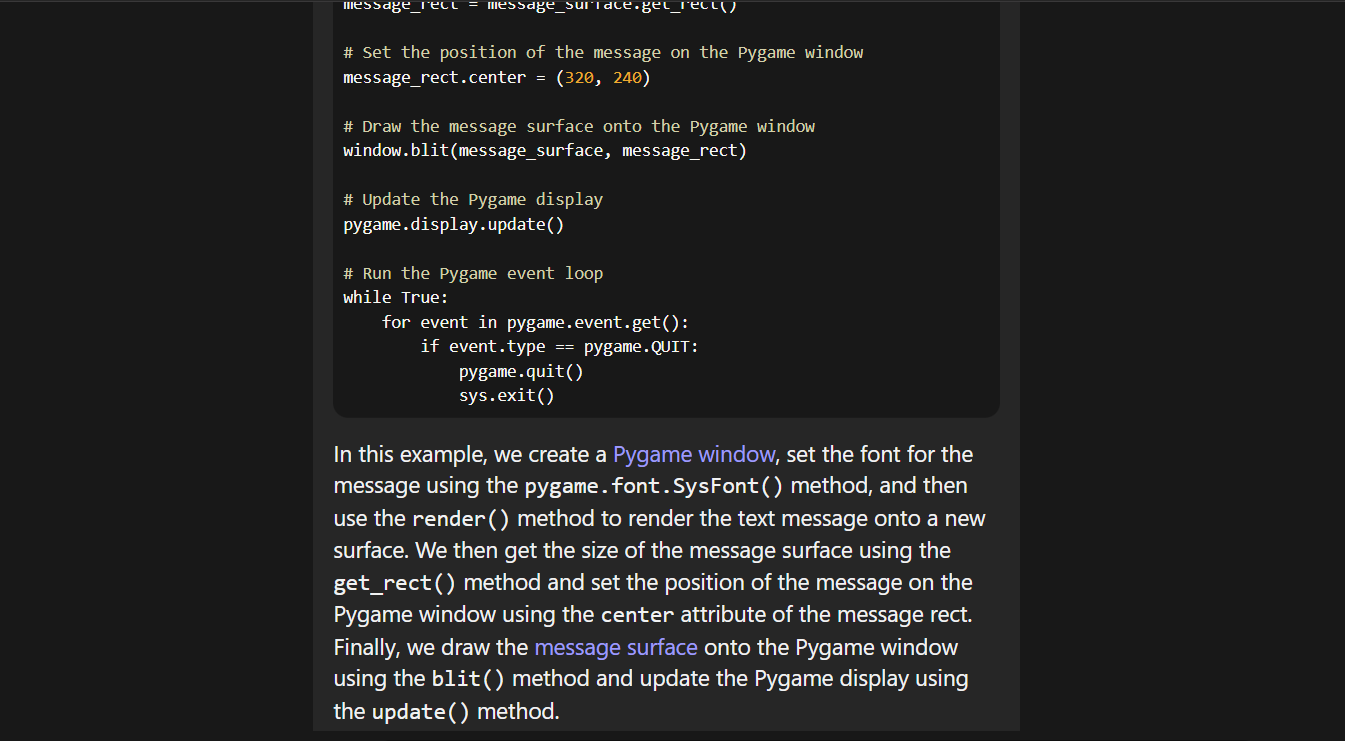 message_rect = message_surface.get_rect()
# Set the position of the message on the Pygame window
message_rect.center = (320, 240)
# Draw the message surface onto the Pygame window
window.blit(message_surface, message_rect)
# Update the Pygame display
pygame.display.update()
# Run the Pygame event loop
while True:
    for event in pygame.event.get():
        if event.type == pygame.QUIT:
            pygame.quit()
            sys.exit()
In this example, we create a Pygame window, set the font for the
message using the pygame.font.SysFont() method, and then
use the render() method to render the text message onto a new
surface. We then get the size of the message surface using the
get_rect() method and set the position of the message on the
Pygame window using the center attribute of the message rect.
Finally, we draw the message surface onto the Pygame window
using the blit() method and update the Pygame display using
the update() method.